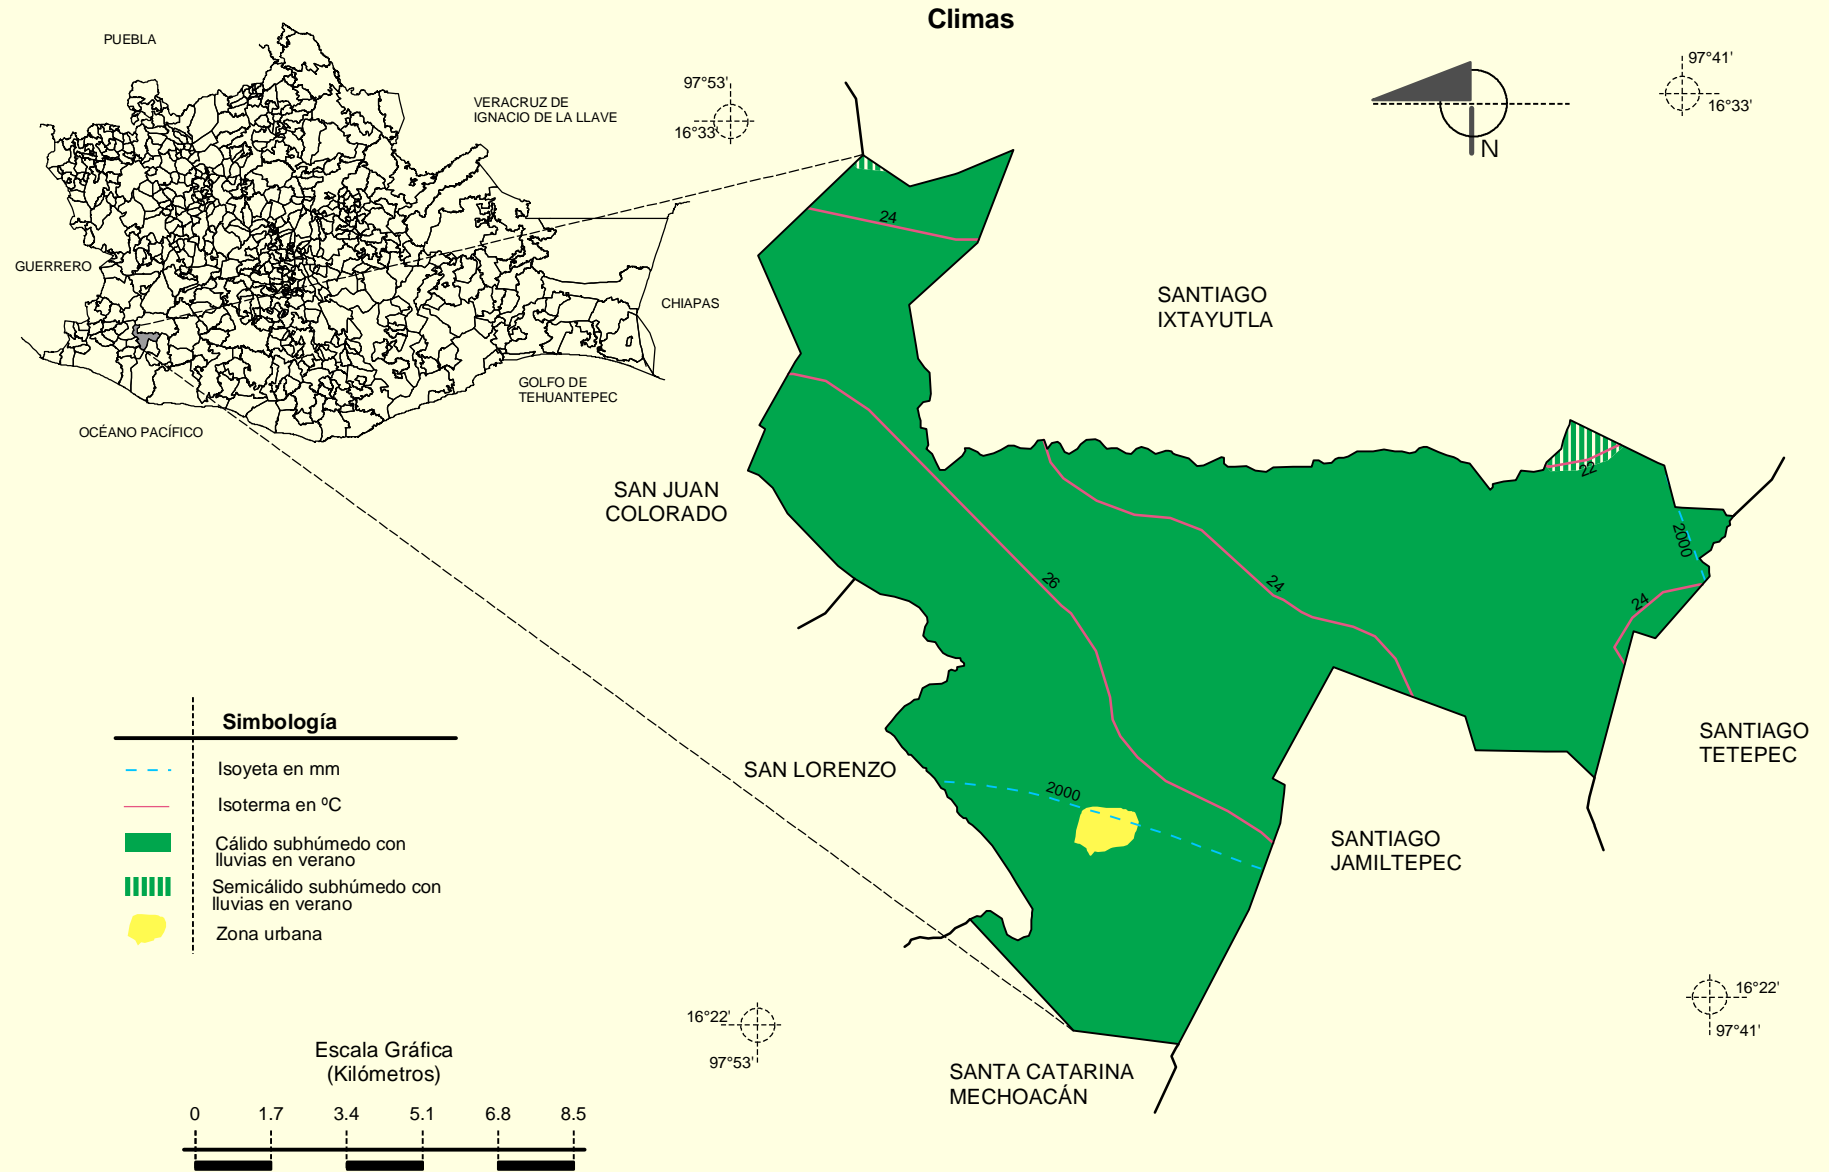 Climas
PUEBLA
VERACRUZ DE
IGNACIO DE LA LLAVE
GUERRERO
CHIAPAS
GOLFO DE
TEHUANTEPEC
OCÉANO PACÍFICO
97°53'
16°33'
97°41'
16°33'
N
24
SANTIAGO
IXTAYUTLA
22
SAN JUAN
COLORADO
2000
26
24
24
SANTIAGO
TETEPEC
SAN LORENZO
2000
SANTIAGO
JAMILTEPEC
Simbología
Isoyeta en mm
Isoterma en ºC
Cálido subhúmedo con
lluvias en verano
Semicálido subhúmedo con
lluvias en verano
Zona urbana
16°22'
97°53'
16°22'
97°41'
SANTA CATARINA
MECHOACÁN
Escala Gráfica
(Kilómetros)
0 1.7 3.4 5.1 6.8 8.5